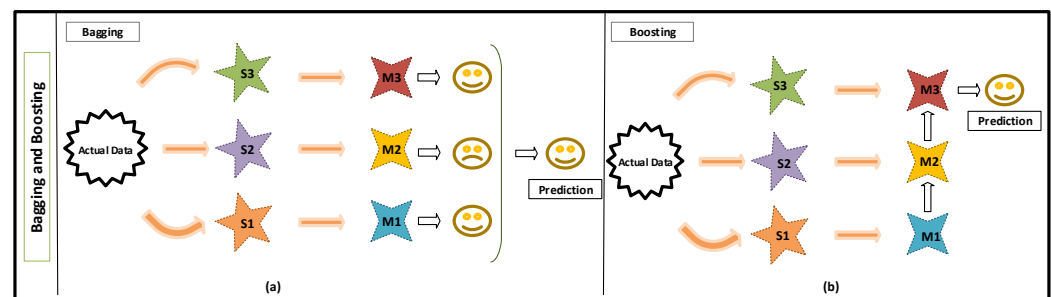 Bagging and Boosting
Bagging
S3
M3
Actual Data
S2
M2
Prediction
S1
M1
(a)
Boosting
S3
M3
Prediction
Actual Data
S2
M2
S1
M1
(b)